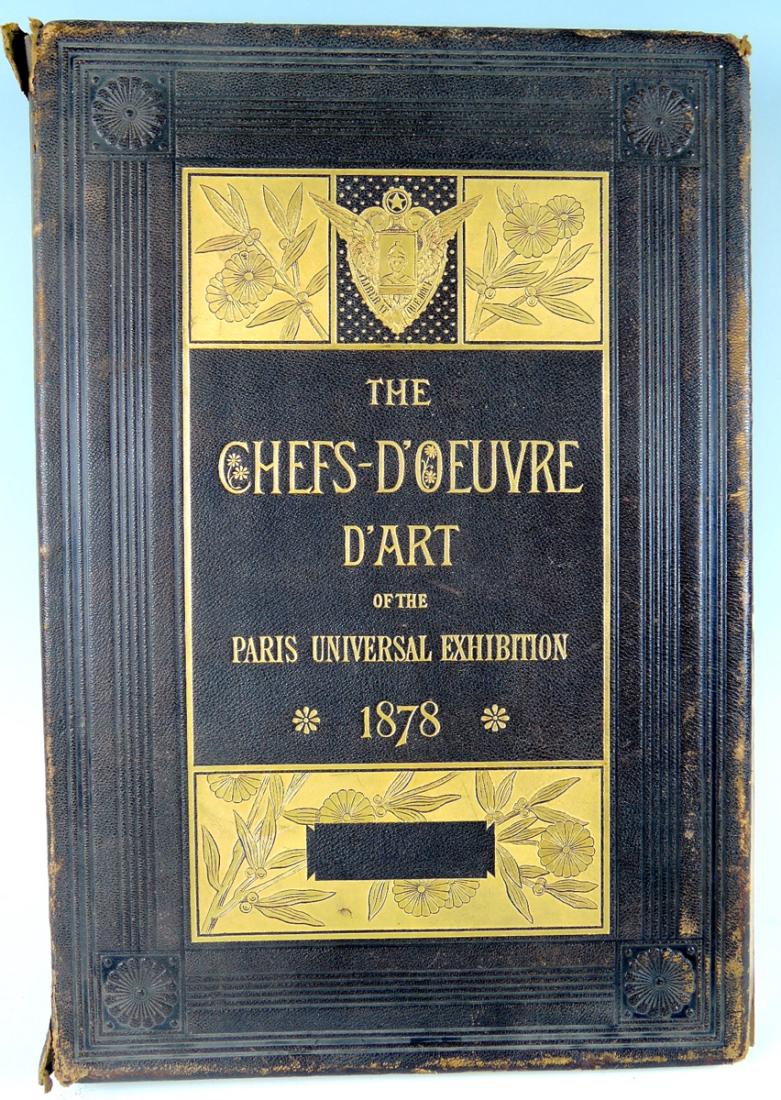 THE
CHEFS-D'OEUVRE
D'ART
OF THE
PARIS UNIVERSAL EXHIBITION
1878